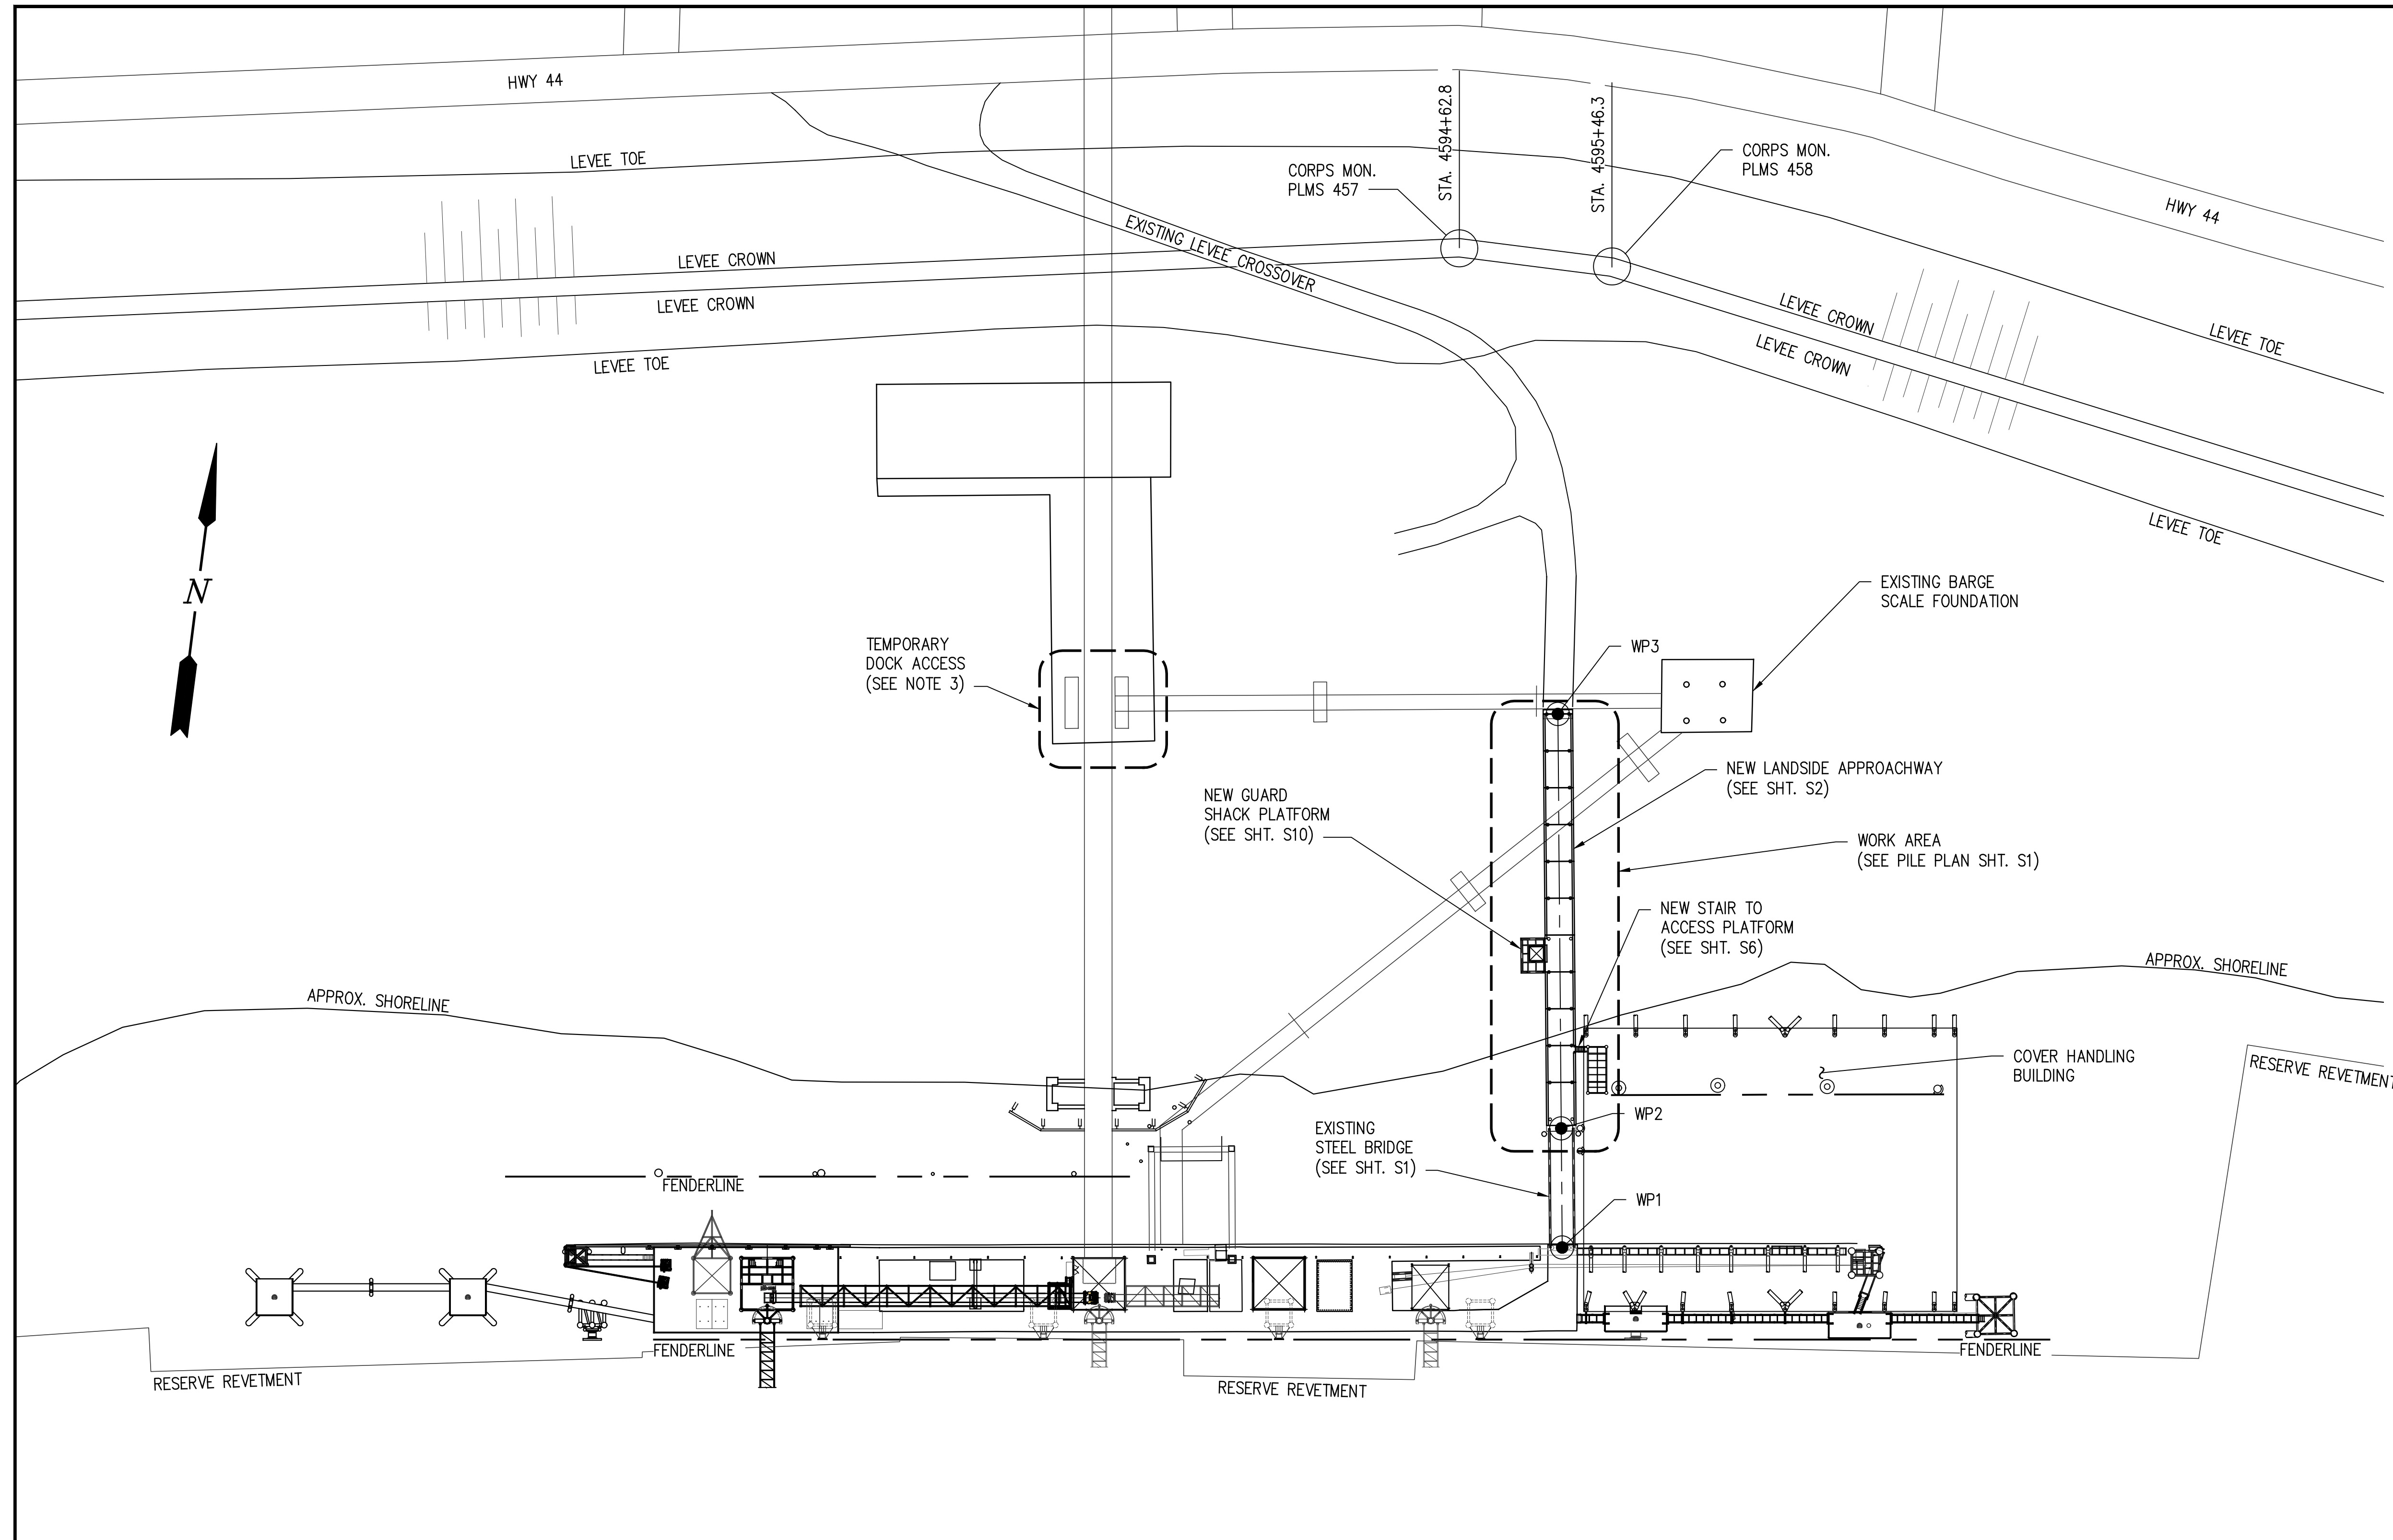 HWY 44
LEVEE TOE
STA. 4594+62.8
STA. 4595+46.3
CORPS MON.
PLMS 457
CORPS MON.
PLMS 458
HWY 44
EXISTING LEVEE CROSSOVER
LEVEE CROWN
LEVEE CROWN
LEVEE TOE
LEVEE CROWN
LEVEE CROWN
LEVEE TOE
LEVEE TOE
N
EXISTING BARGE
SCALE FOUNDATION
TEMPORARY
DOCK ACCESS
(SEE NOTE 3)
WP3
NEW LANDSIDE APPROACHWAY
(SEE SHT. S2)
NEW GUARD
SHACK PLATFORM
(SEE SHT. S10)
WORK AREA
(SEE PILE PLAN SHT. S1)
NEW STAIR TO
ACCESS PLATFORM
(SEE SHT. S6)
APPROX. SHORELINE
APPROX. SHORELINE
COVER HANDLING
BUILDING
RESERVE REVETMENT
WP2
EXISTING
STEEL BRIDGE
(SEE SHT. S1)
FENDERLINE
WP1
FENDERLINE
FENDERLINE
RESERVE REVETMENT
RESERVE REVETMENT